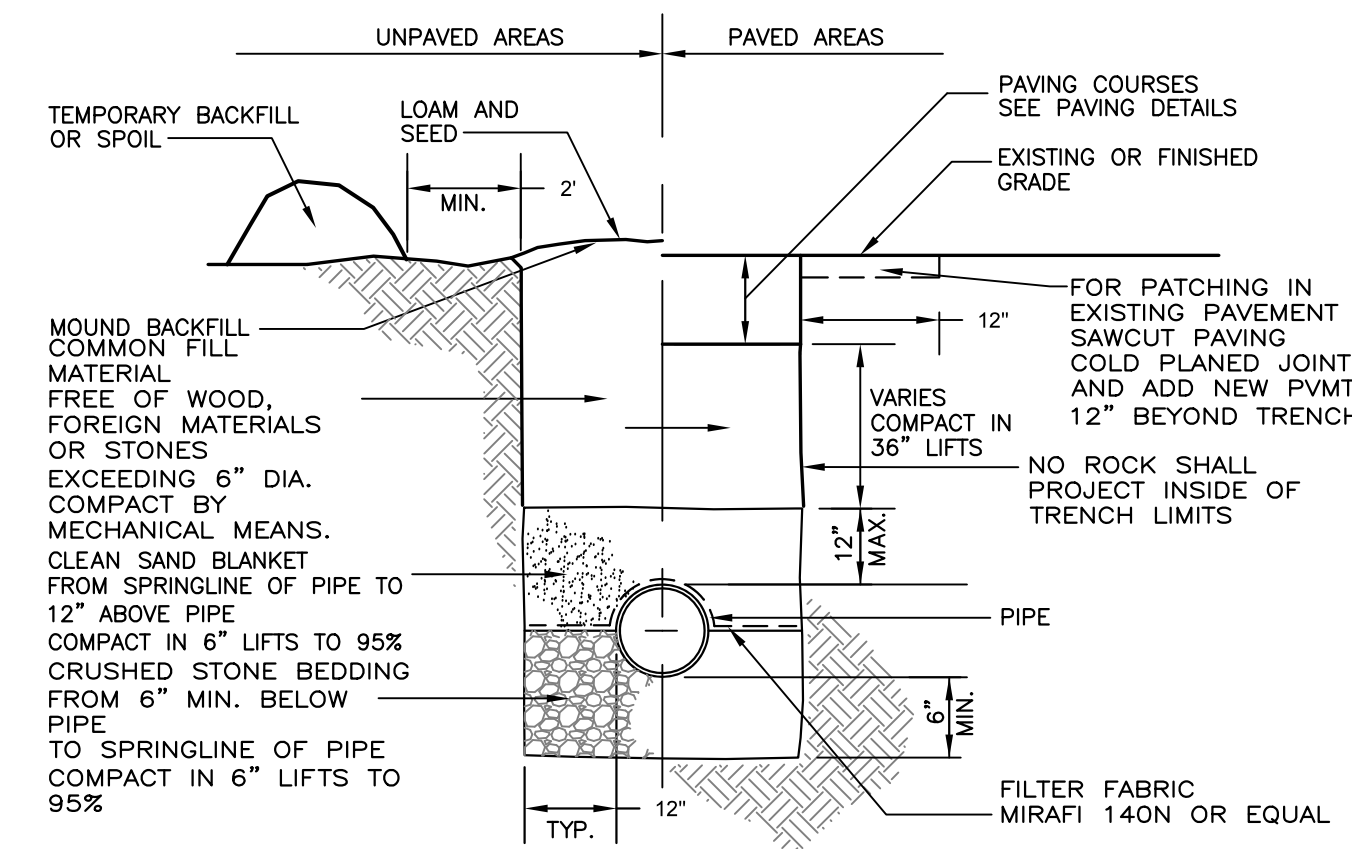 UNPAVED AREAS
PAVED AREAS
TEMPORARY BACKFILL
OR SPOIL
LOAM AND
SEED
PAVING COURSES
SEE PAVING DETAILS
EXISTING OR FINISHED
GRADE
MIN.
2'
MOUND BACKFILL
COMMON FILL
MATERIAL
FREE OF WOOD,
FOREIGN MATERIALS
OR STONES
EXCEEDING 6" DIA.
COMPACT BY
MECHANICAL MEANS.
12"
FOR PATCHING IN
EXISTING PAVEMENT
SAWCUT PAVING
COLD PLANED JOINT
AND ADD NEW PVMT
12" BEYOND TRENCH
VARIES
COMPACT IN
36" LIFTS
NO ROCK SHALL
PROJECT INSIDE OF
TRENCH LIMITS
12"
MAX.
CLEAN SAND BLANKET
FROM SPRINGLINE OF PIPE TO
12" ABOVE PIPE
COMPACT IN 6" LIFTS TO 95%
PIPE
CRUSHED STONE BEDDING
FROM 6" MIN. BELOW
PIPE
TO SPRINGLINE OF PIPE
COMPACT IN 6" LIFTS TO
95%
6"
MIN.
12"
TYP.
FILTER FABRIC
MIRAFI 140N OR EQUAL